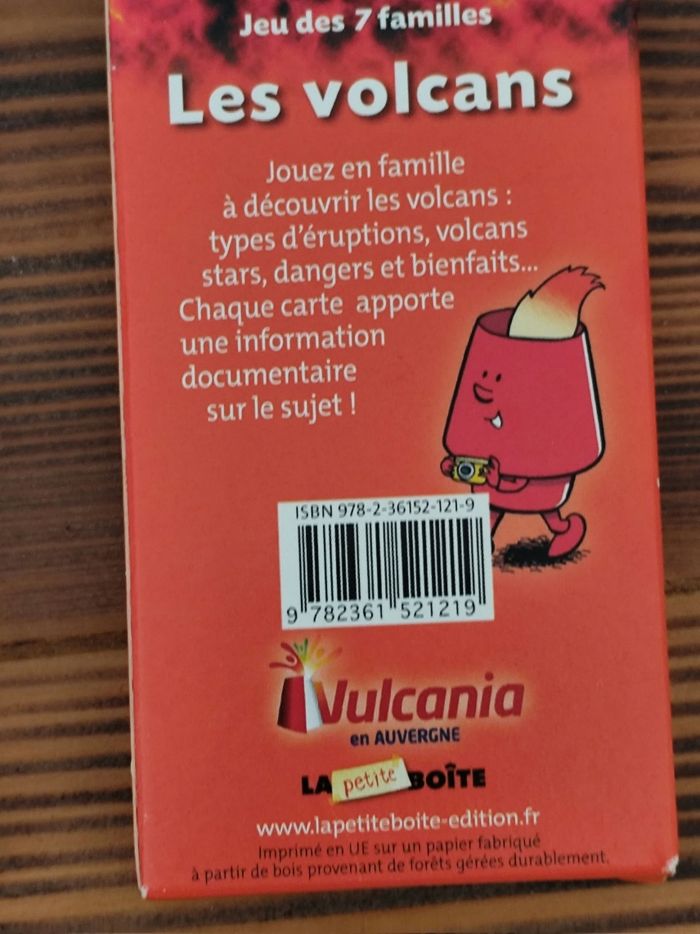 Jeu des 7 familles
Les volcans
Jouez en famille
à découvrir les volcans :
types d'éruptions, volcans
stars, dangers et bienfaits...
Chaque carte apporte
une information
documentaire
sur le sujet !
ISBN 978-2-36152-121-9
9 782361 521219
Vulcania
en AUVERGNE
LA petite BOÎTE
www.lapetiteboite-edition.fr
Imprimé en UE sur un papier fabriqué
à partir de bois provenant de forêts gérées durablement.